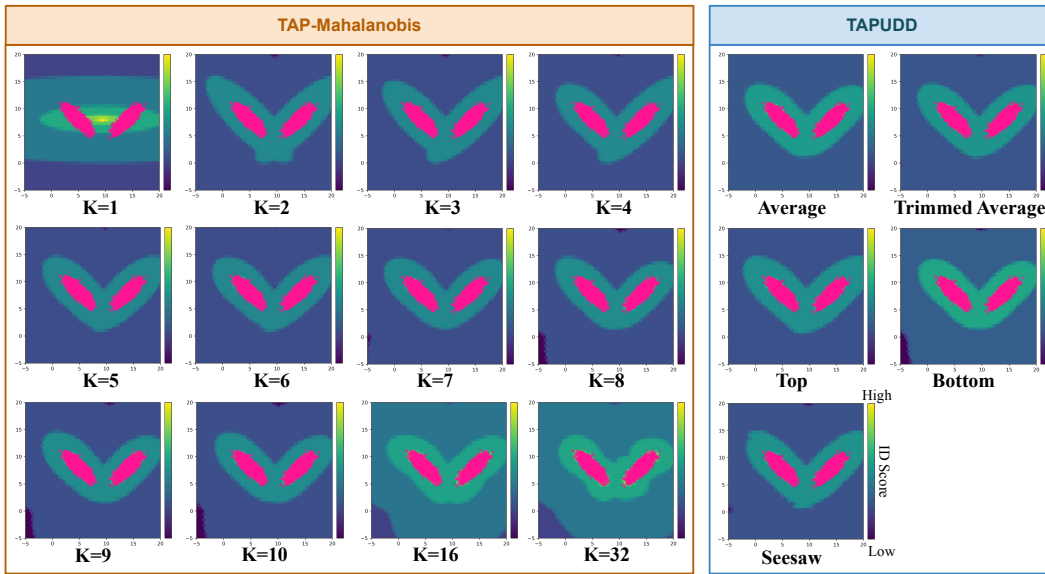 TAP-Mahalanobis
TAPUDD
K=1
K=2
K=3
K=4
Average
Trimmed Average
K=5
K=6
K=7
K=8
Top
Bottom
High
ID Score
Low
K=9
K=10
K=16
K=32
Seesaw